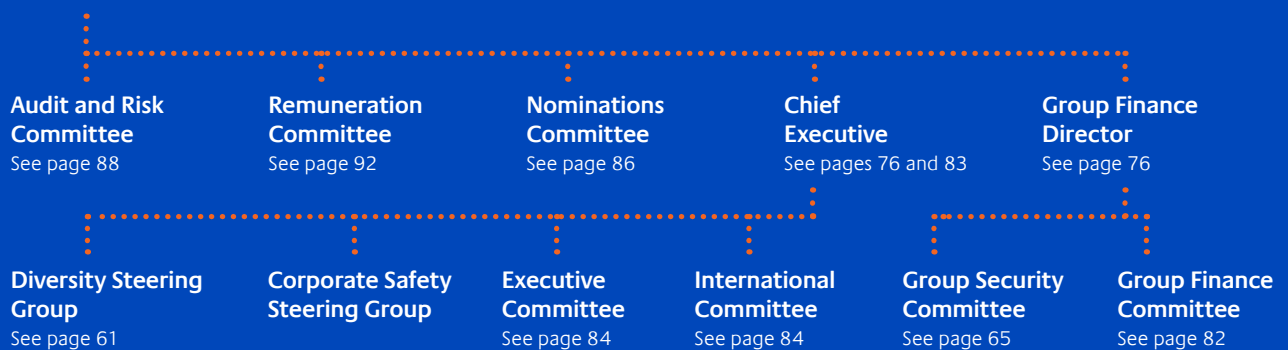 Audit and Risk
Committee
See page 88
Remuneration
Committee
See page 92
Nominations
Committee
See page 86
Chief
Executive
See pages 76 and 83
Group Finance
Director
See page 76
Diversity Steering
Group
See page 61
Corporate Safety
Steering Group
Executive
Committee
See page 84
International
Committee
See page 84
Group Security
Committee
See page 65
Group Finance
Committee
See page 82